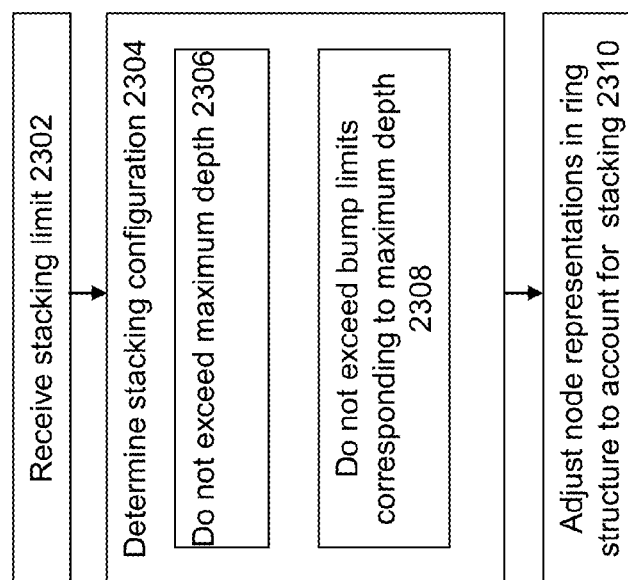 Receive stacking limit 2302
Determine stacking configuration 2304
Do not exceed maximum depth 2306
Do not exceed bump limits
corresponding to maximum depth
2308
Adjust node representations in ring
structure to account for stacking 2310